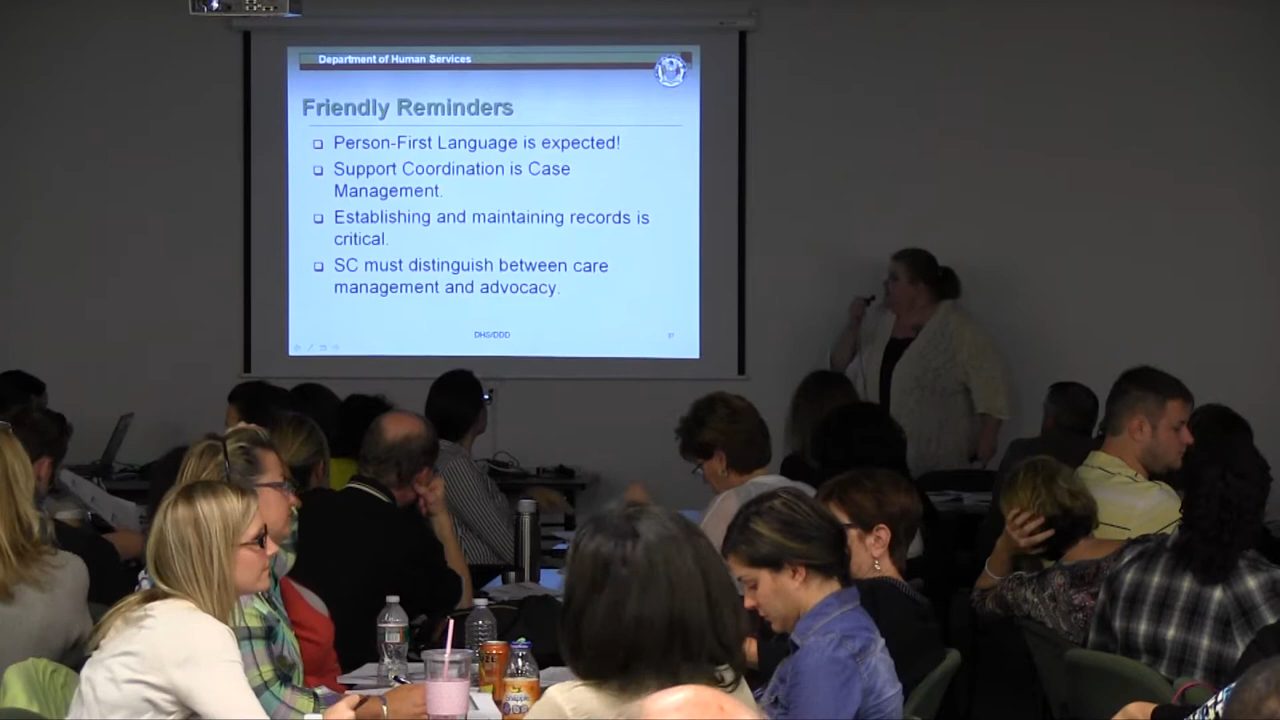 Department of Human Services
Friendly Reminders
Person-First Language is expected!
Support Coordination is Case
Management.
Establishing and maintaining records is
critical.
SC must distinguish between care
management and advocacy.
DHS/DDD
Snapple